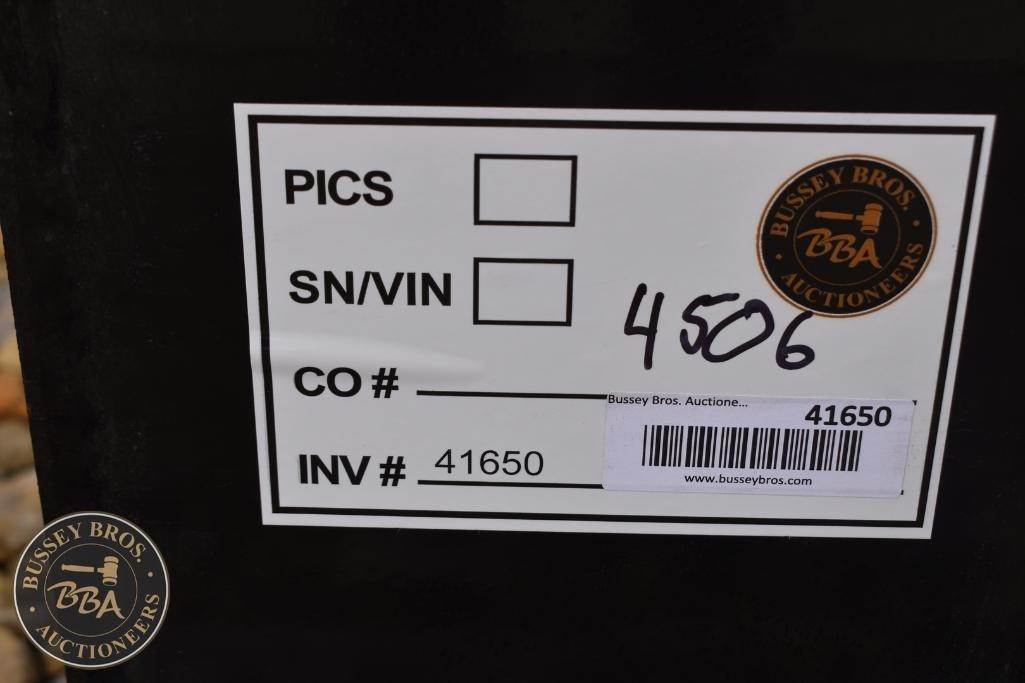 PICS
BUSSEY BROS.
BBA
AUCTIONEERS
SN/VIN
4506
CO #
Bussey Bros. Auctione...
41650
INV # 41650
www.busseybros.com
BUSSEY BROS.
BBA
AUCTIONEERS